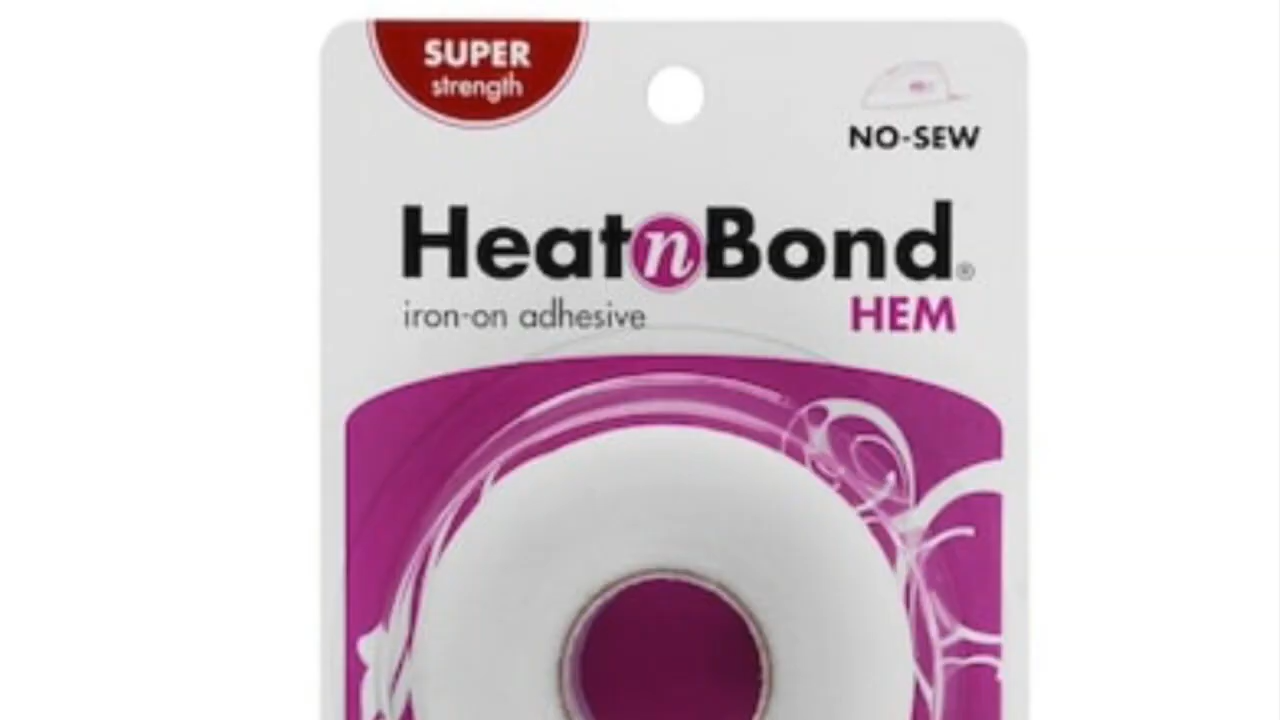 SUPER
strength
NO-SEW
HeatnBond®
iron-on adhesive
HEM